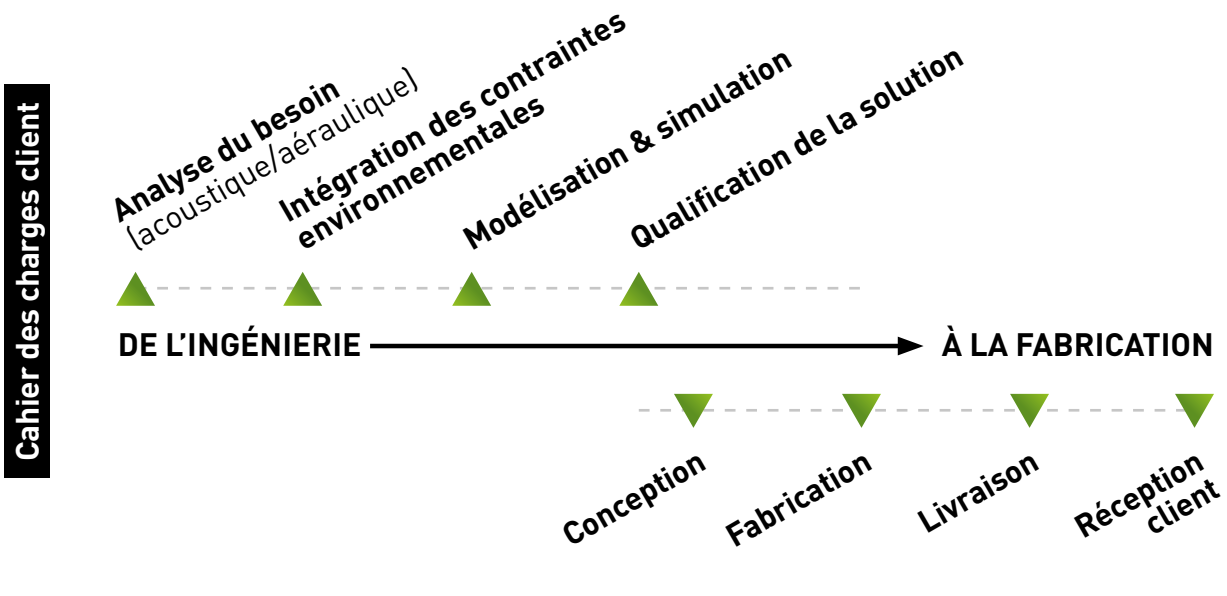 Cahier des charges client
Analyse du besoin
(acoustique/aéraulique)
Intégration des contraintes
environnementales
Modélisation & simulation
Qualification de la solution
DE L'INGÉNIERIE
À LA FABRICATION
Conception
Fabrication
Livraison
Réception
client